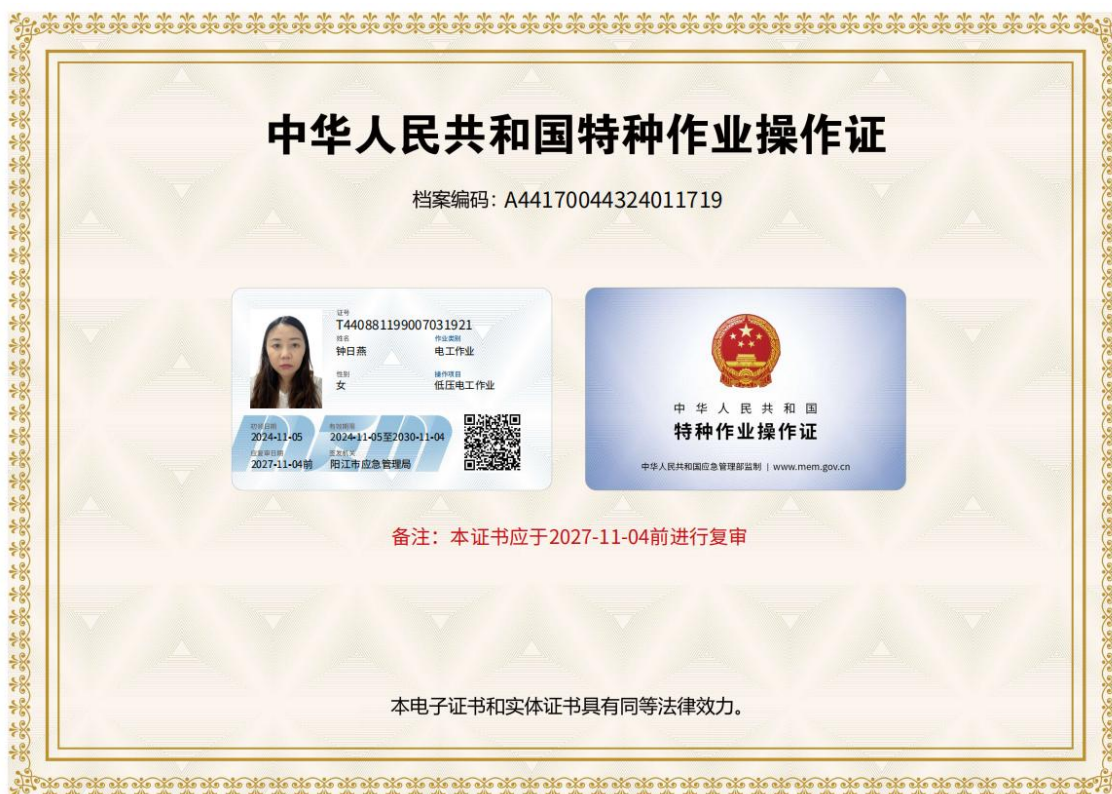 中华人民共和国特种作业操作证
档案编码：A44170044324011719
证号
T440881199007031921
姓名
作业类别
钟日燕
电工作业
性别
操作项目
女
低压电工作业
初领日期
有效期限
2024-11-05
2024-11-05至2030-11-04
应复审日期
签发机关
2027-11-04前
阳江市应急管理局
中华人民共和国
特种作业操作证
中华人民共和国应急管理部监制 | www.mem.gov.cn
备注：本证书应于2027-11-04前进行复审
本电子证书和实体证书具有同等法律效力。